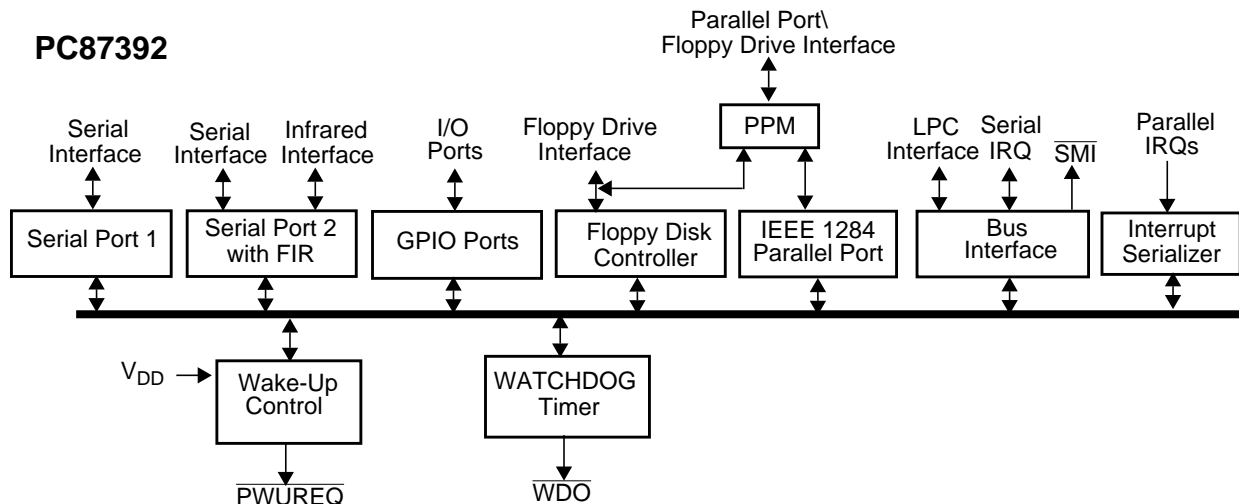 PC87392
Parallel Port\
Floppy Drive Interface
PPM
Serial
Interface
Serial
Interface
Infrared
Interface
I/O
Ports
Floppy Drive
Interface
LPC
Interface
Serial
IRQ
SMI
Parallel
IRQs
Serial Port 1
Serial Port 2
with FIR
GPIO Ports
Floppy Disk
Controller
IEEE 1284
Parallel Port
Bus
Interface
Interrupt
Serializer
VDD
Wake-Up
Control
WATCHDOG
Timer
PWUREQ
WDO